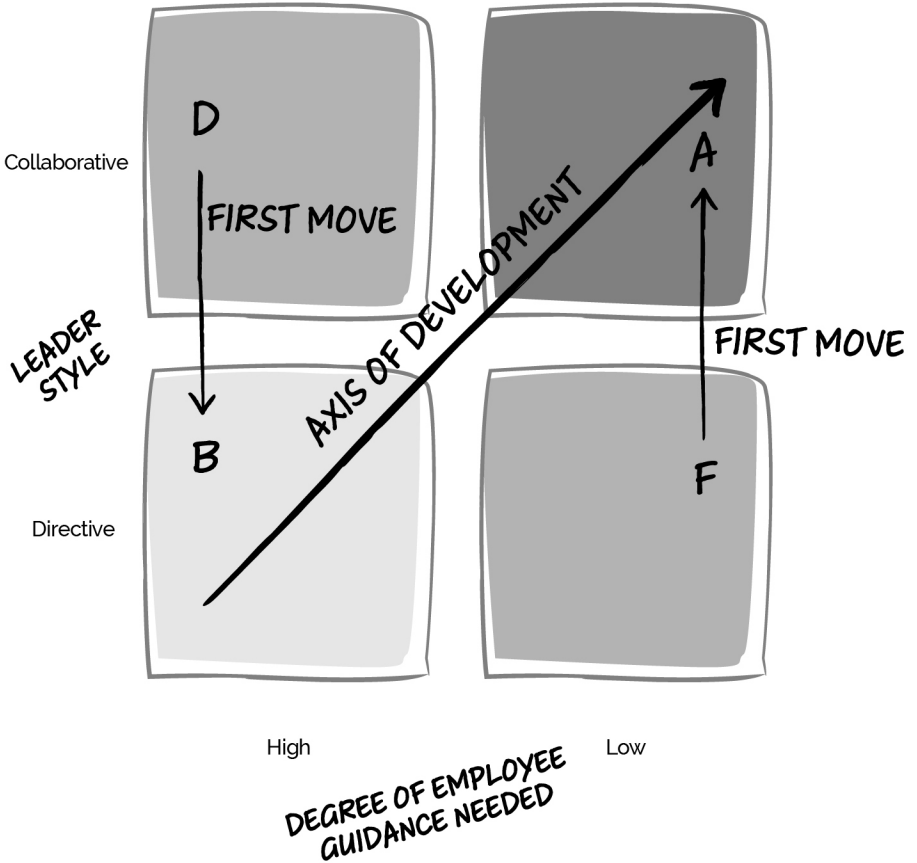 D
A
Collaborative
FIRST MOVE
AXIS OF DEVELOPMENT
LEADER
STYLE
FIRST MOVE
B
F
Directive
High
Low
DEGREE OF EMPLOYEE
GUIDANCE NEEDED